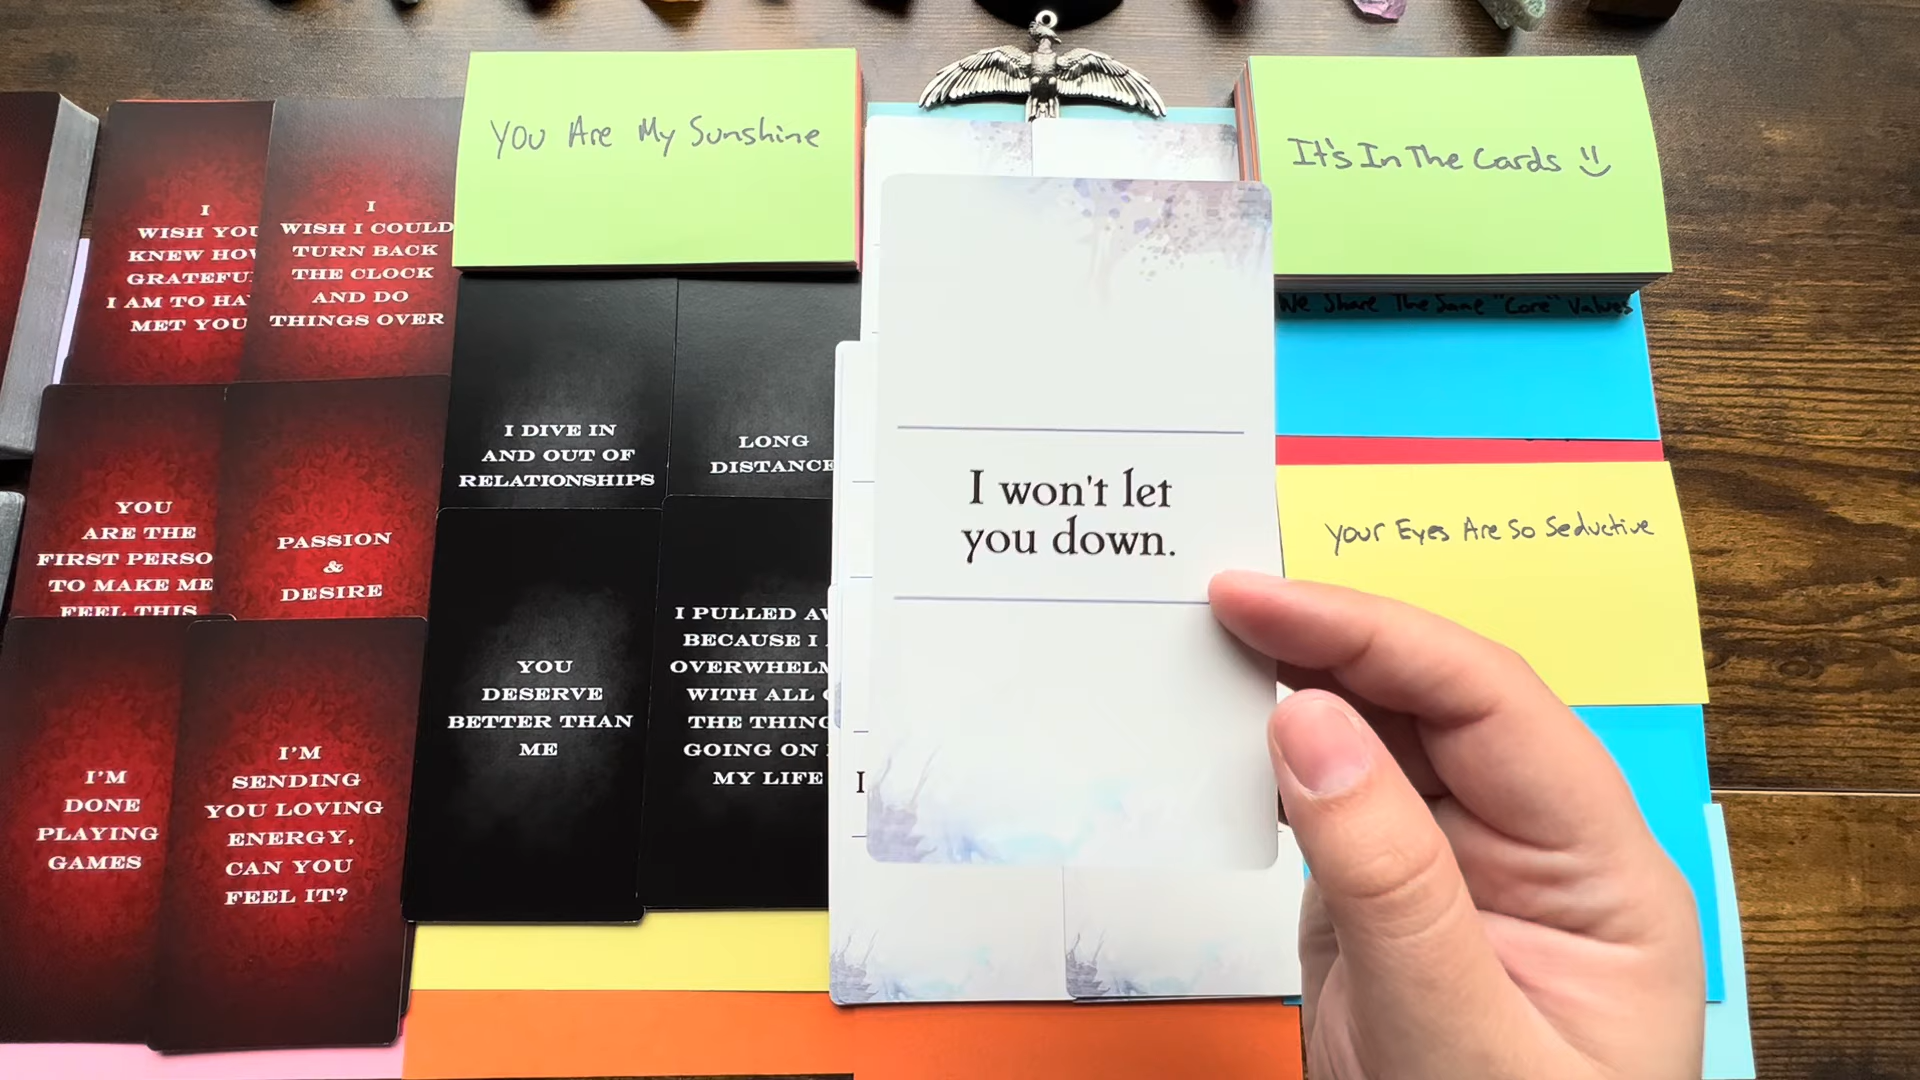 You Are My Sunshine
It's In The Cards
I
WISH YOU
KNEW HOW
GRATEFU
I AM TO HA
MET YOU
I
WISH I COULD
TURN BACK
THE CLOCK
AND DO
THINGS OVER
We Share The Same "Core" Values
I DIVE IN
AND OUT OF
RELATIONSHIPS
LONG
DISTANCE
I won't let
you down.
Your Eyes Are So Seductive
YOU
ARE THE
FIRST PERSO
TO MAKE ME
FEEL THIS
PASSION
&
DESIRE
YOU
DESERVE
BETTER THAN
ME
I PULLED AW
BECAUSE I
OVERWHELM
WITH ALL
THE THING
GOING ON
MY LIFE
I
I'M
DONE
PLAYING
GAMES
I'M
SENDING
YOU LOVING
ENERGY,
CAN YOU
FEEL IT?